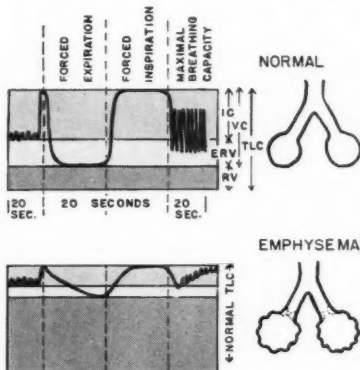 FORCED
EXPIRATION
FORCED
INSPIRATION
MAXIMAL
BREATHING
CAPACITY
NORMAL
IC
VC
TLC
ERV
RV
20
SEC.
20 SECONDS
20
SEC.
EMPHYSEMA
NORMAL TLC